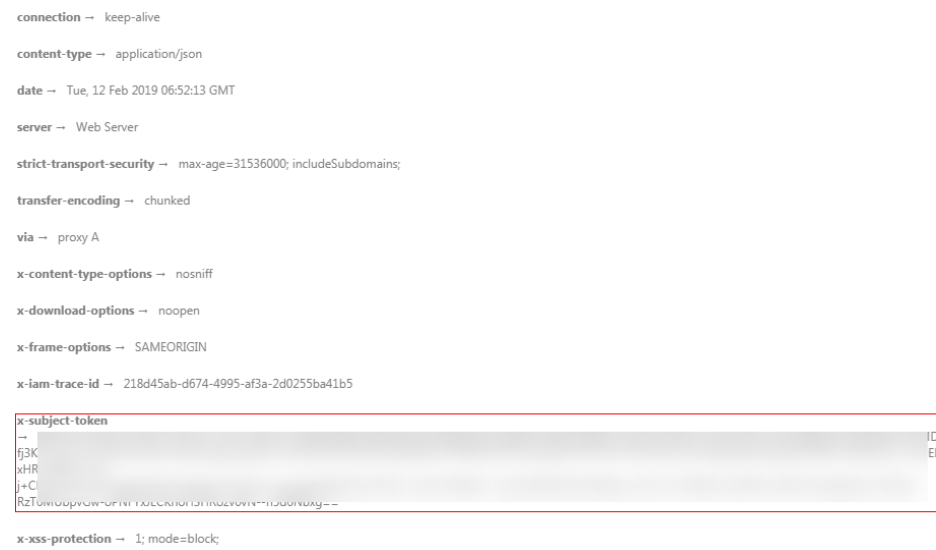 connection → keep-alive
content-type → application/json
date → Tue, 12 Feb 2019 06:52:13 GMT
server → Web Server
strict-transport-security → max-age=31536000; includeSubdomains;
transfer-encoding → chunked
via → proxy A
x-content-type-options → nosniff
x-download-options → noopen
x-frame-options → SAMEORIGIN
x-iam-trace-id → 218d45ab-d674-4995-af3a-2d0255ba41b5
x-subject-token
→
fj3K
xHR
x-xss-protection → 1; mode=block;